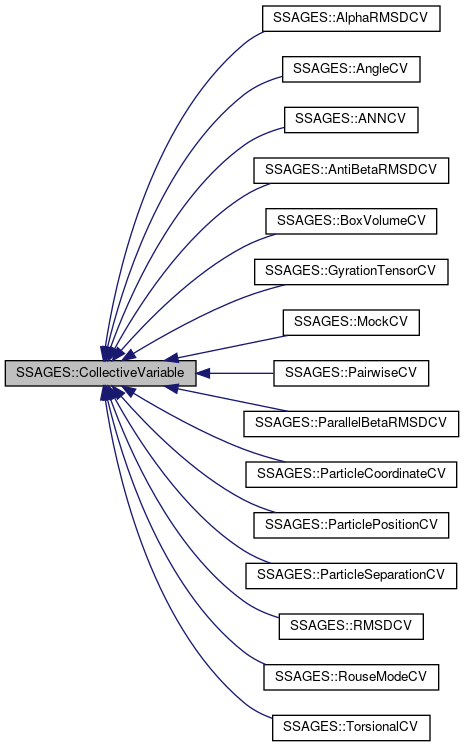 SSAGES::AlphaRMSDCV
SSAGES::AngleCV
SSAGES::ANNCV
SSAGES::AntiBetaRMSDCV
SSAGES::BoxVolumeCV
SSAGES::GyrationTensorCV
SSAGES::MockCV
SSAGES::CollectiveVariable
SSAGES::PairwiseCV
SSAGES::ParallelBetaRMSDCV
SSAGES::ParticleCoordinateCV
SSAGES::ParticlePositionCV
SSAGES::ParticleSeparationCV
SSAGES::RMSDCV
SSAGES::RouseModeCV
SSAGES::TorsionalCV